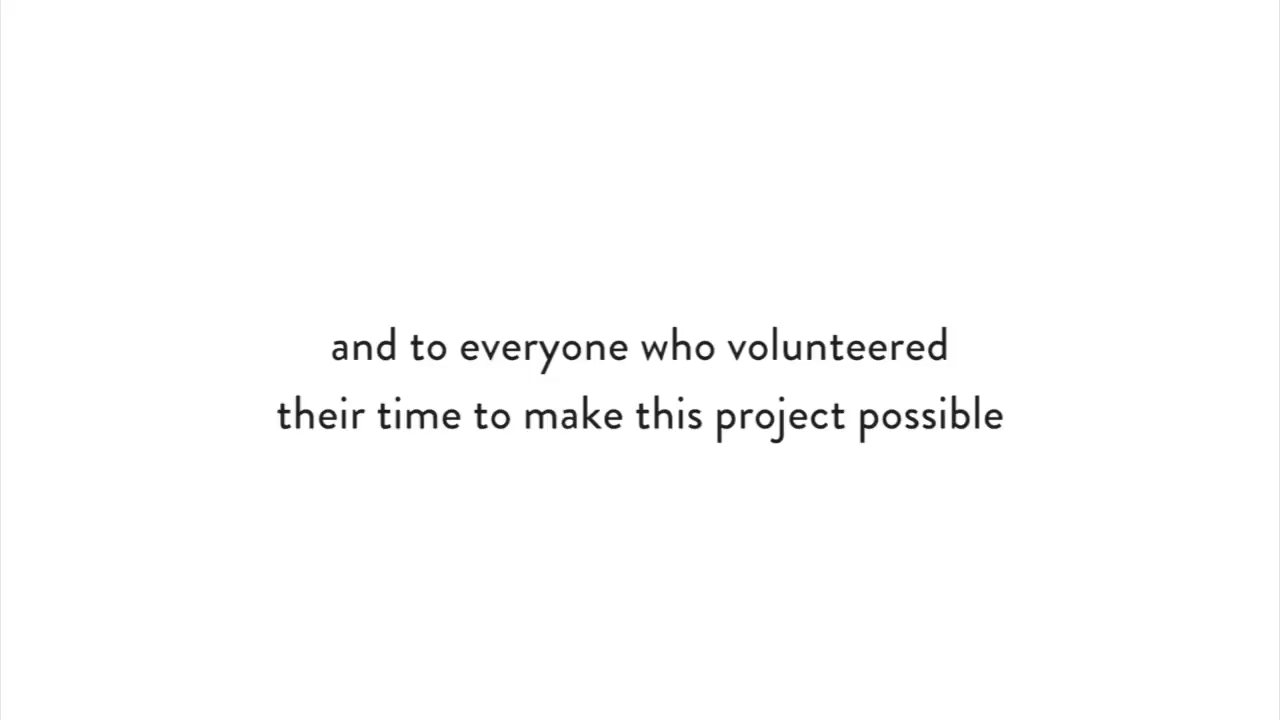 and to everyone who volunteered
their time to make this project possible